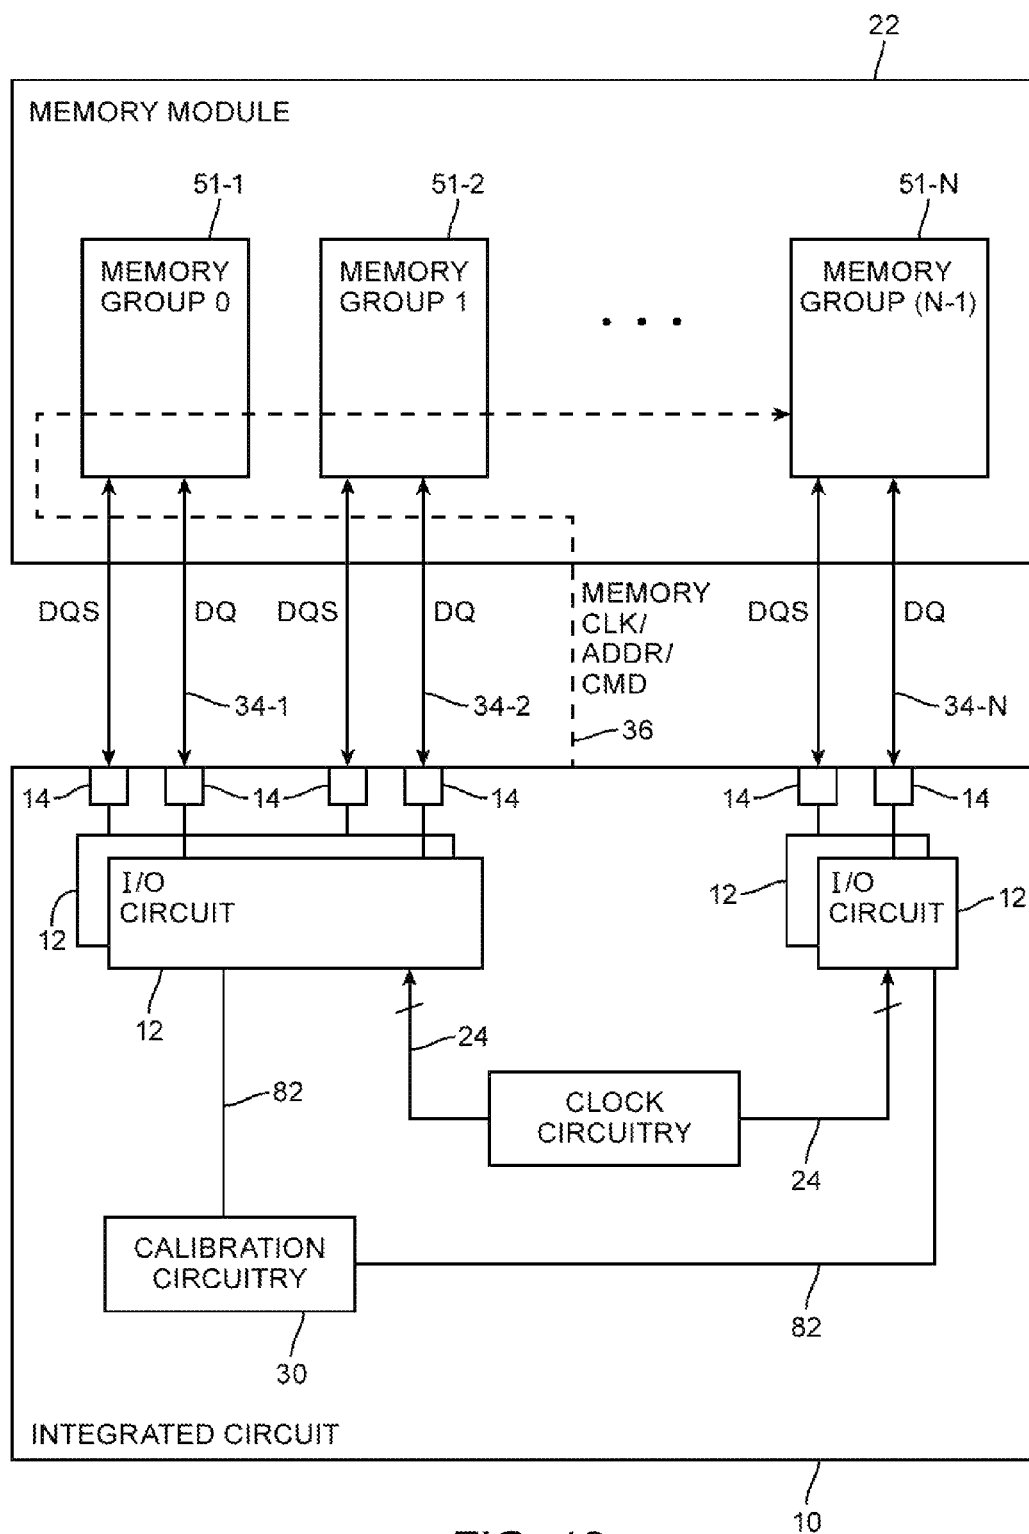 22
MEMORY MODULE
51-1
51-2
51-N
MEMORY
GROUP 0
MEMORY
GROUP 1
MEMORY
GROUP (N-1)
DQS
DQ
DQS
DQ
MEMORY
CLK/
ADDR/
CMD
DQS
DQ
34-1
34-2
36
34-N
14
14
14
14
14
I/O
CIRCUIT
12
12
I/O
CIRCUIT
12
12
24
82
CLOCK
CIRCUITRY
24
CALIBRATION
CIRCUITRY
82
30
INTEGRATED CIRCUIT
10